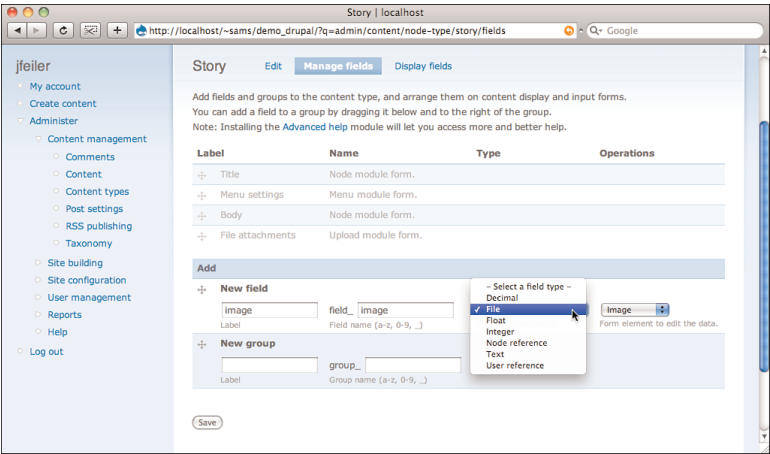 Story | localhost
http://localhost/~sams/demo_drupal/?q=admin/content/node-type/story/fields
Google
jfeiler
My account
Create content
Administer
Content management
Comments
Content
Content types
Post settings
RSS publishing
Taxonomy
Site building
Site configuration
User management
Reports
Help
Log out
Story Edit Manage fields Display fields
Add fields and groups to the content type, and arrange them on content display and input forms.
You can add a field to a group by dragging it below and to the right of the group.
Note: Installing the Advanced help module will let you access more and better help.
Label Name Type Operations
Title Node module form.
Menu settings Menu module form.
Body Node module form.
File attachments Upload module form.
Add
New field
image field_ image
Label Field name (a-z, 0-9, _)
– Select a field type –
Decimal
✓ File
Float
Integer
Node reference
Text
User reference
Image
Form element to edit the data.
New group
group_
Label Group name (a-z, 0-9, _)
Save